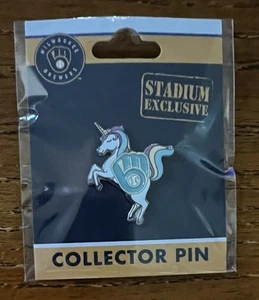 MILWAUKEE
BREWERS
STADIUM
EXCLUSIVE
COLLECTOR PIN